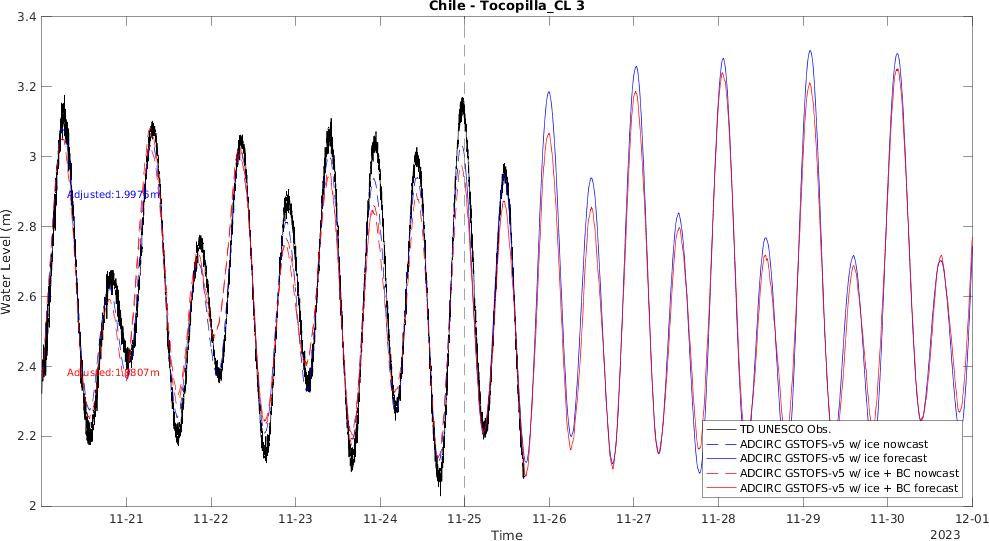 Chile - Tocopilla_CL 3
3.4
3.2
3
2.8
2.6
2.4
2.2
2
Water Level (m)
Adjusted:1.9975m
Adjusted:1.9807m
TD UNESCO Obs.
ADCIRC GSTOFS-v5 w/ ice nowcast
ADCIRC GSTOFS-v5 w/ ice forecast
ADCIRC GSTOFS-v5 w/ ice + BC nowcast
ADCIRC GSTOFS-v5 w/ ice + BC forecast
11-21
11-22
11-23
11-24
11-25
11-26
11-27
11-28
11-29
11-30
12-01
Time
2023